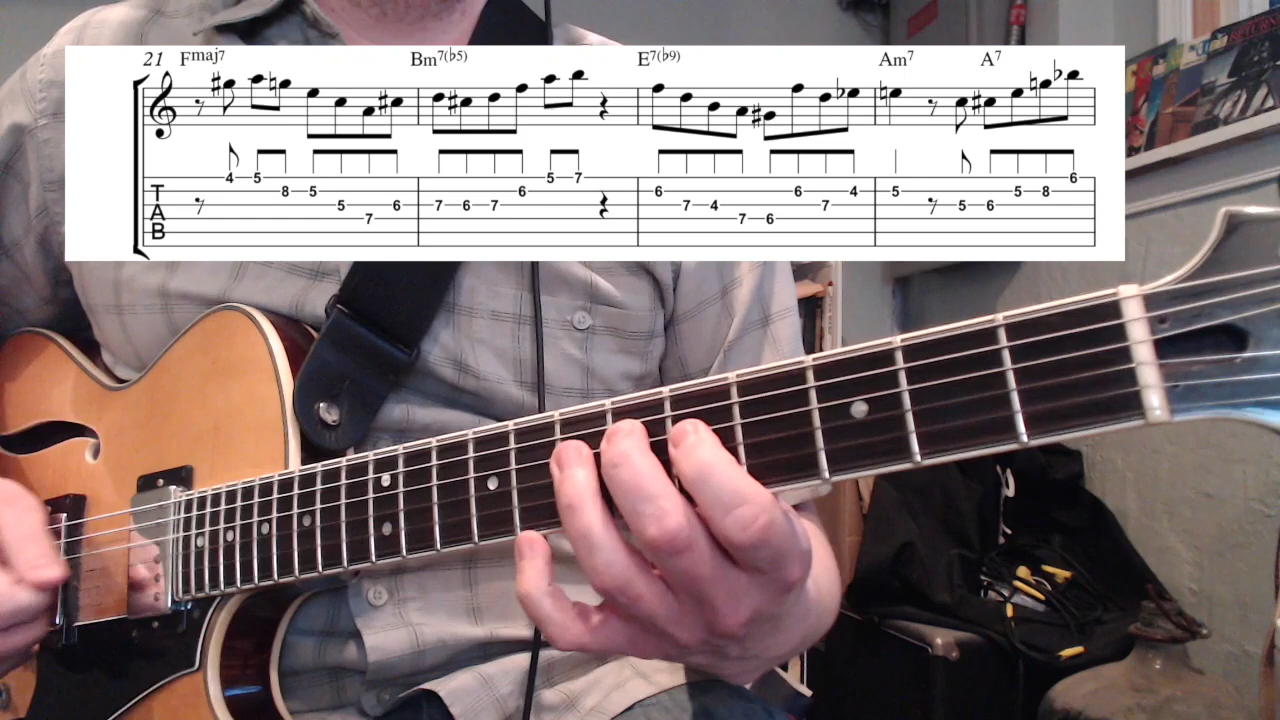 21 Fmaj7 Bm7(♭5) E7(♭9) Am7 A7
4 5 5 7 6
8 5 6 6 6 4 5 5 8
5 6 7 6 7 7 4 7 5 6
T
A 7 7 6
B
RETURN